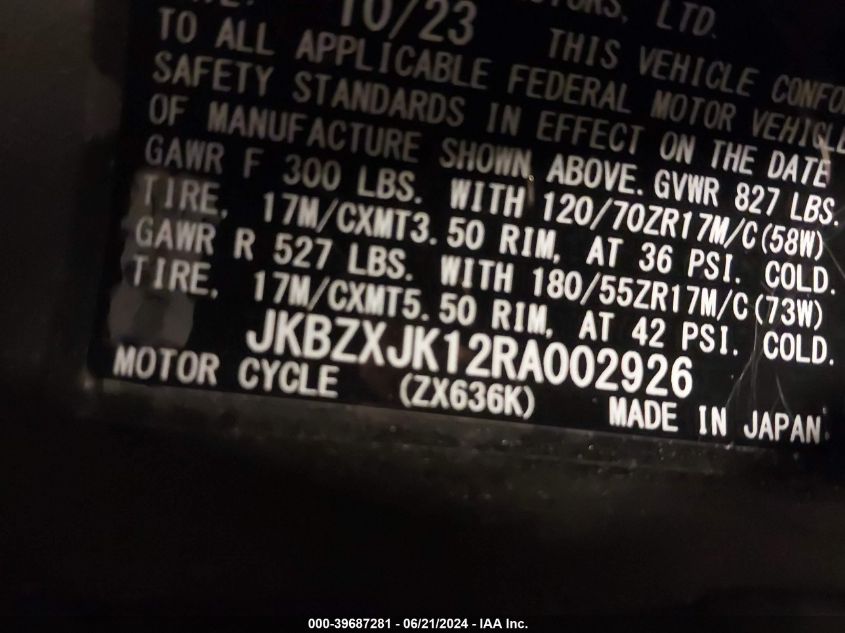 10/23 LTD.
THIS VEHICLE
TO ALL APPLICABLE FEDERAL MOTOR VEHICLE
SAFETY STANDARDS IN EFFECT ON THE DATE
OF MANUFACTURE SHOWN ABOVE. GVWR 827 LBS.
GAWR F 300 LBS. WITH 120/70ZR17M/C(58W)
TIRE, 17M/CXMT3.50 RIM, AT 36 PSI. COLD.
GAWR R 527 LBS. WITH 180/55ZR17M/C(73W)
TIRE, 17M/CXMT5.50 RIM, AT 42 PSI. COLD.
JKBZXJK12RA002926
MOTOR CYCLE (ZX636K) MADE IN JAPAN
000-39687281 - 06/21/2024 - IAA Inc.